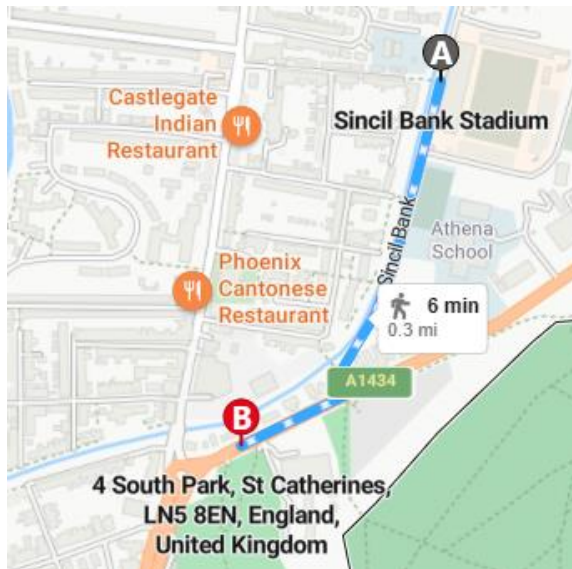 A
Castlegate
Indian
Restaurant
Sincil Bank Stadium
Sincil Bank
Athena
School
Phoenix
Cantonese
Restaurant
6 min
0.3 mi
A1434
B
4 South Park, St Catherines,
LN5 8EN, England,
United Kingdom